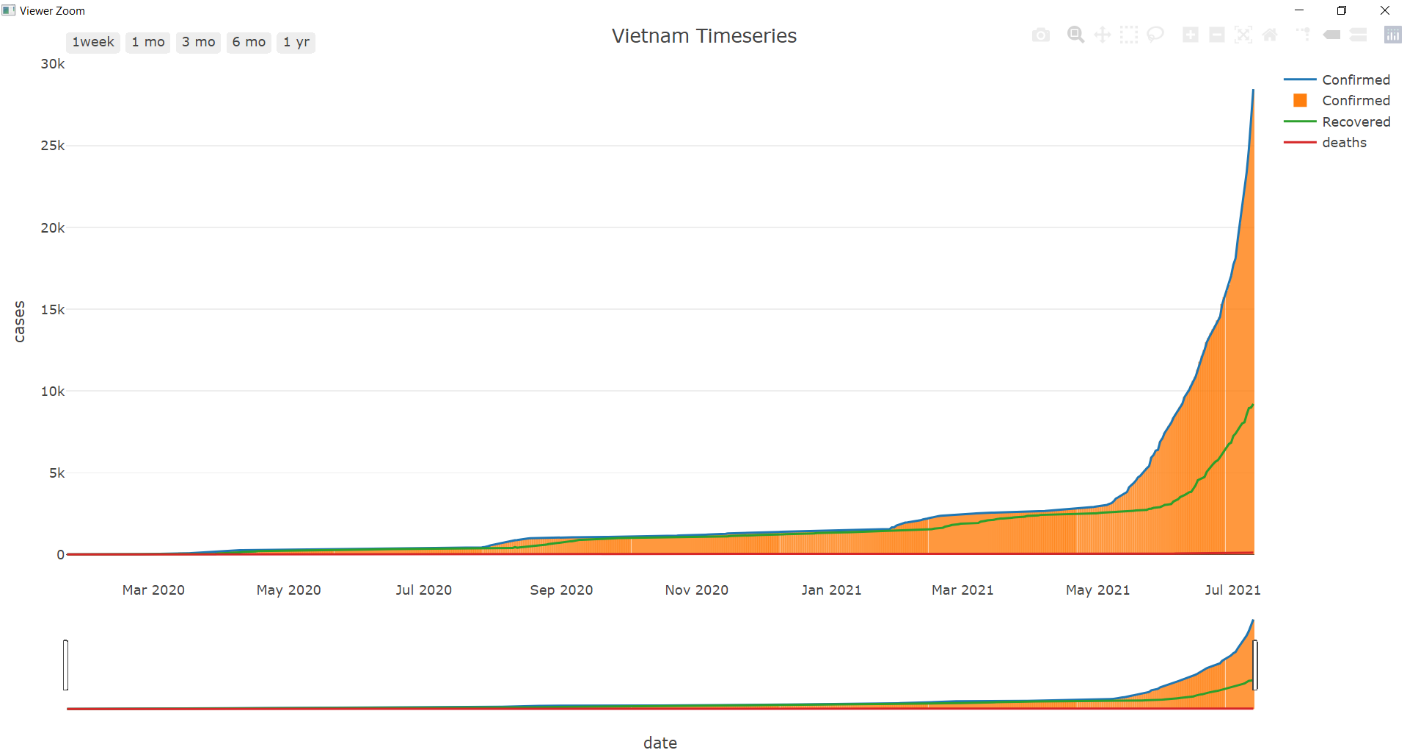 Viewer Zoom
1week 1 mo 3 mo 6 mo 1 yr
Vietnam Timeseries
30k
25k
20k
15k
10k
5k
0
cases
Confirmed
Confirmed
Recovered
deaths
Mar 2020 May 2020 Jul 2020 Sep 2020 Nov 2020 Jan 2021 Mar 2021 May 2021 Jul 2021
date